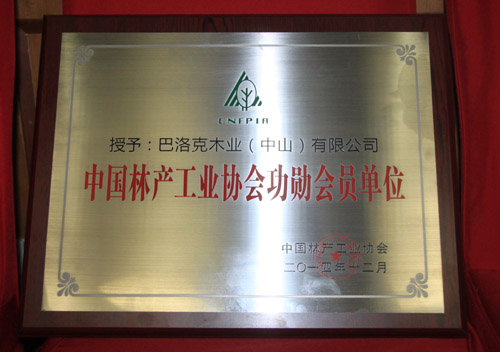 CNFPIA
授予：巴洛克木业（中山）有限公司
中国林产工业协会功勋会员单位
中国林产工业协会
二〇一四年十二月